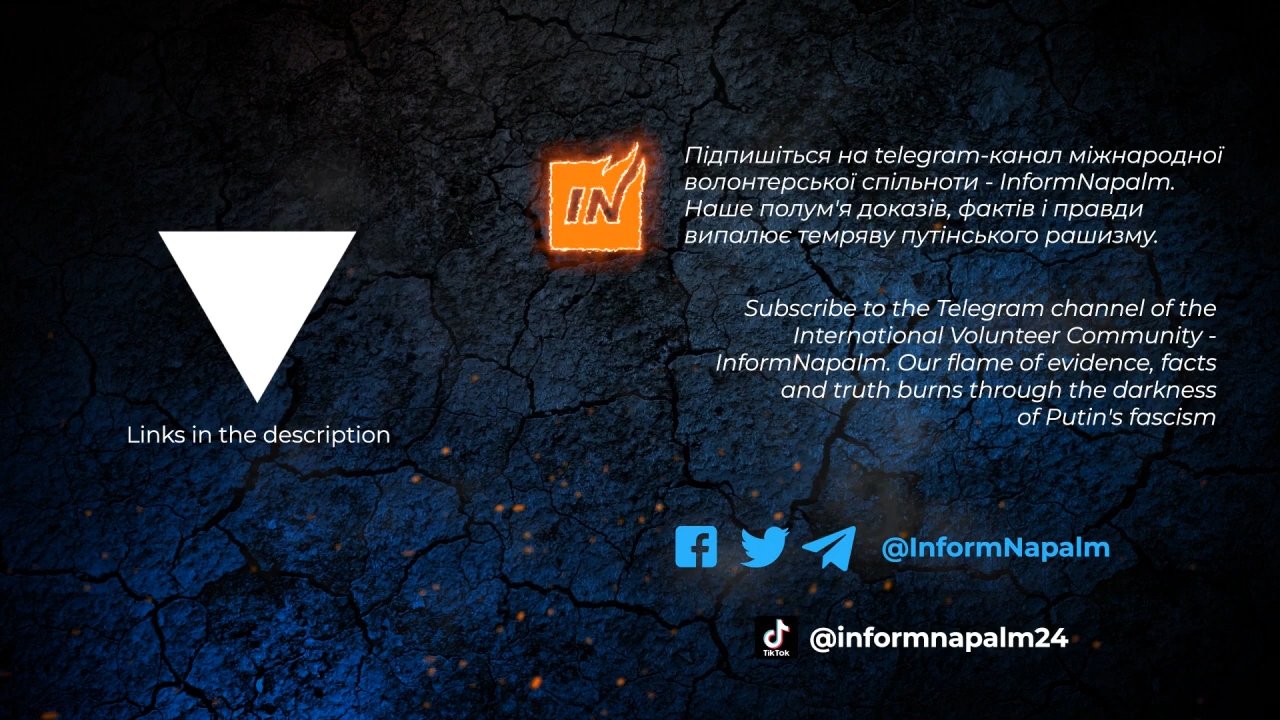 IN
Підпишіться на telegram-канал міжнародної
волонтерської спільноти - InformNapalm.
Наше полум'я доказів, фактів і правди
випалює темряву путінського рашизму.
Subscribe to the Telegram channel of the
International Volunteer Community -
InformNapalm. Our flame of evidence, facts
and truth burns through the darkness
of Putin's fascism
Links in the description
@InformNapalm
TikTok
@informnapalm24